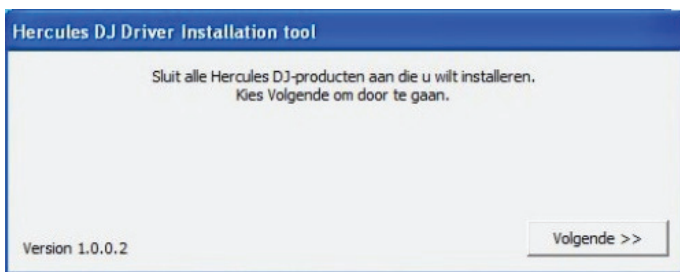 Hercules DJ Driver Installation tool
Sluit alle Hercules DJ-producten aan die u wilt installeren.
Kies Volgende om door te gaan.
Version 1.0.0.2
Volgende >>